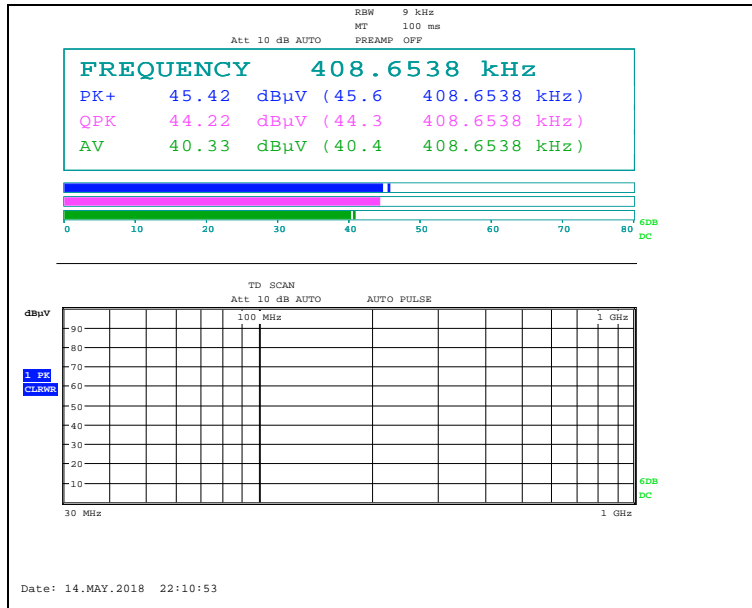 RBW 9 kHz
MT 100 ms
Att 10 dB AUTO PREAMP OFF
FREQUENCY 408.6538 kHz
PK+ 45.42 dBµV (45.6 408.6538 kHz)
QPK 44.22 dBµV (44.3 408.6538 kHz)
AV 40.33 dBµV (40.4 408.6538 kHz)
0 10 20 30 40 50 60 70 80
6DB
DC
TD SCAN
Att 10 dB AUTO AUTO PULSE
dBµV
100 MHz 1 GHz
90
80
70
1 PK
CLRWR
60
50
40
30
20
10
6DB
DC
30 MHz 1 GHz
Date: 14.MAY.2018 22:10:53